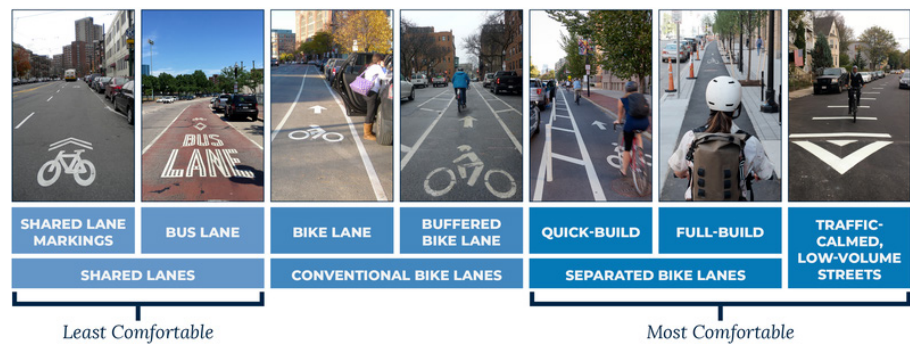 BUS
LANE
SHARED LANE
MARKINGS
BUS LANE
BIKE LANE
BUFFERED
BIKE LANE
QUICK-BUILD
FULL-BUILD
TRAFFIC-
CALMED,
LOW-VOLUME
STREETS
SHARED LANES
CONVENTIONAL BIKE LANES
SEPARATED BIKE LANES
Least Comfortable
Most Comfortable